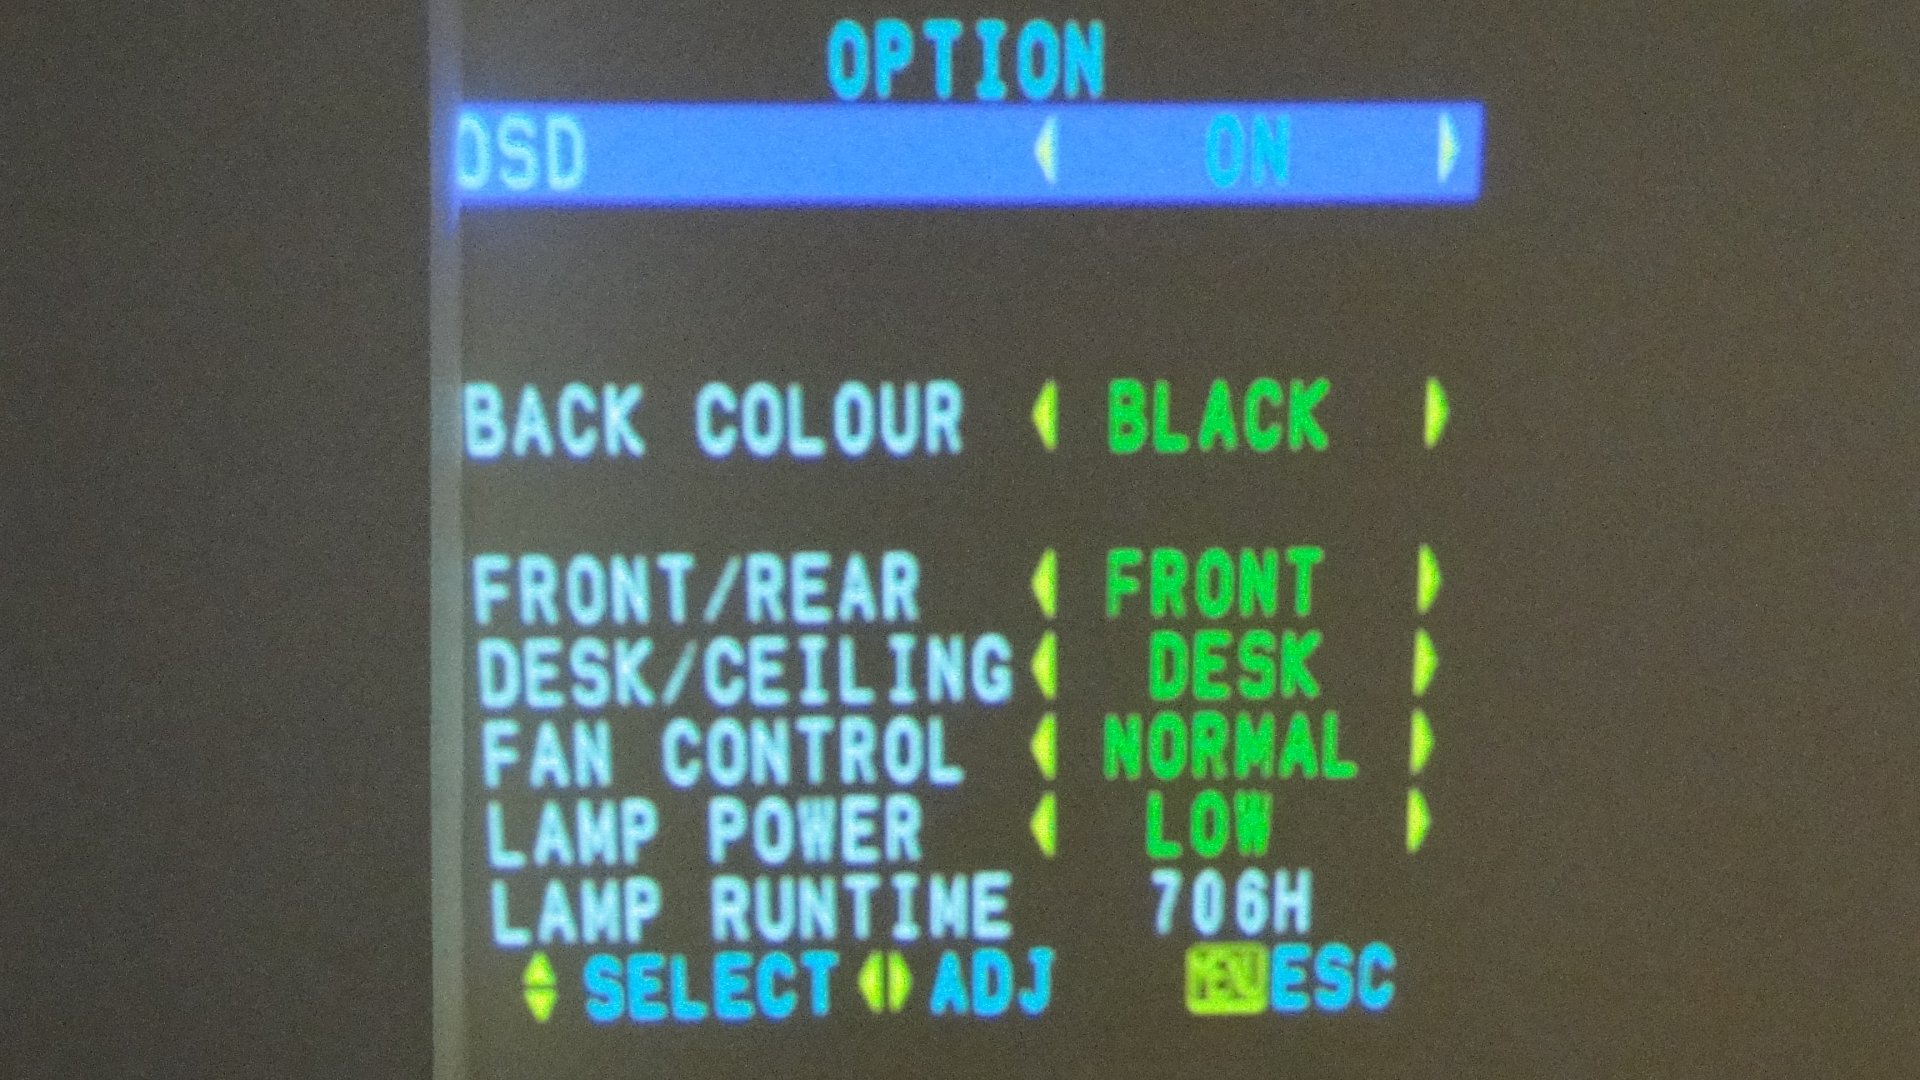 OPTION
OSD ON
BACK COLOUR BLACK
FRONT/REAR FRONT
DESK/CEILING DESK
FAN CONTROL NORMAL
LAMP POWER LOW
LAMP RUNTIME 706H
SELECT ADJ MENU ESC